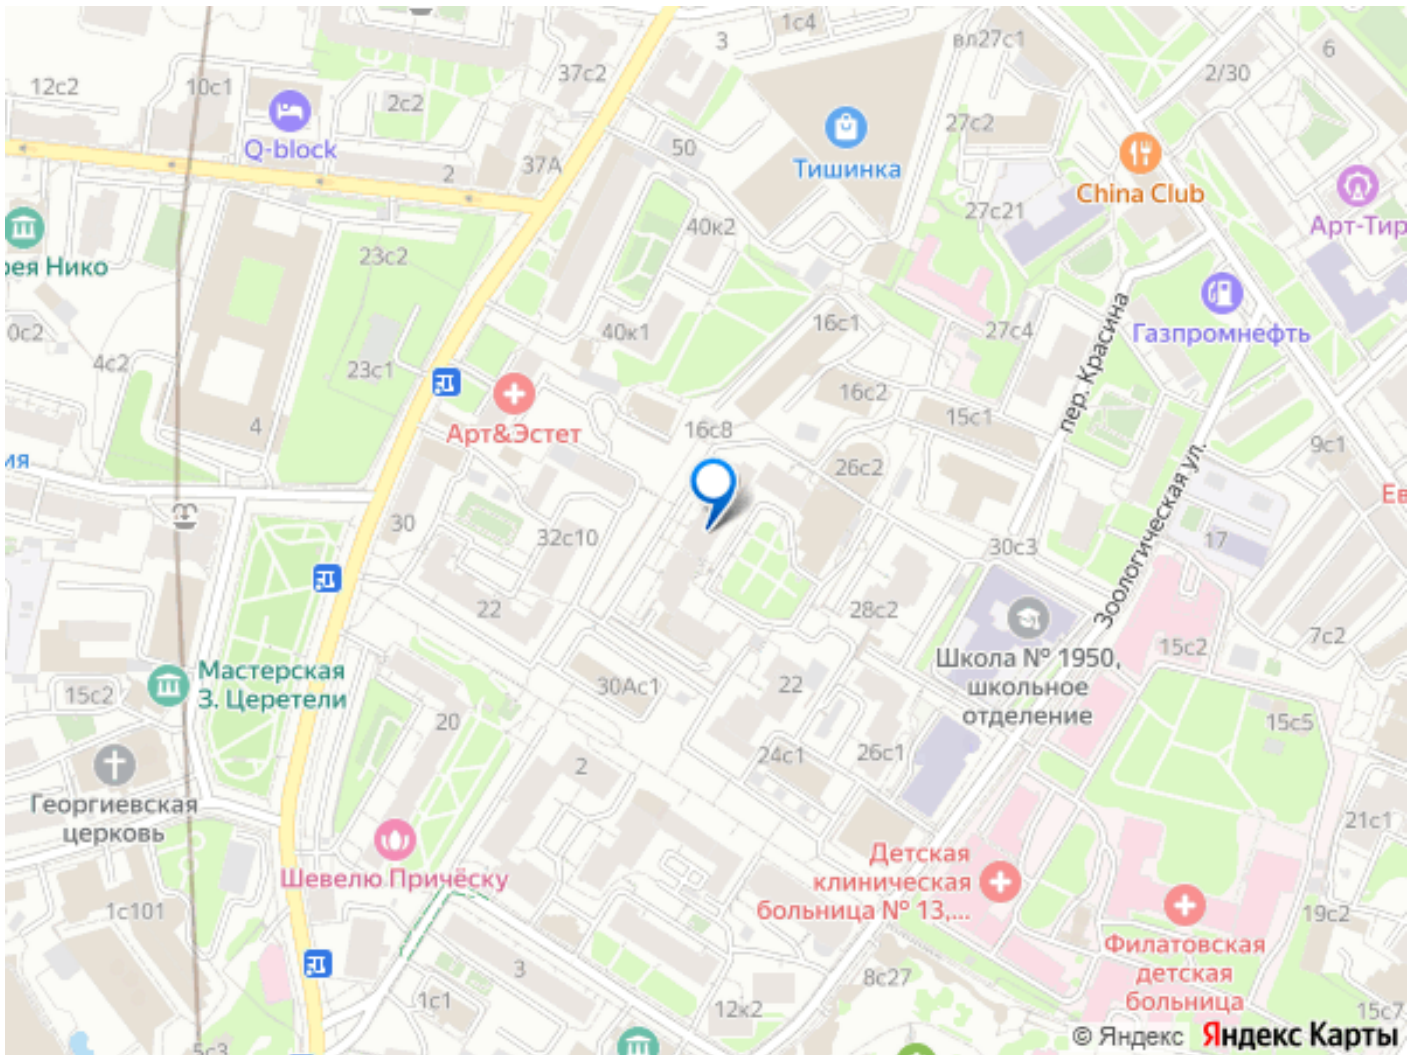 1с4
3
вл27с1
6
37с2
2/30
12с2
10с1
2с2
27с2
Q-block
50
Тишинка
37А
2
China Club
27с21
40к2
Арт-Тир
23с2
рея Нико
0с2
40к1
16с1
27с4
Газпромнефть
пер. Красина
4с2
23с1
16с2
15с1
4
Арт&Эстет
16с8
9с1
ия
26с2
Зоологическая ул.
Ев
30
32с10
30с3
17
22
28с2
7с2
Школа № 1950,
школьное
отделение
15с2
Мастерская
З. Церетели
15с2
30Ас1
22
20
15с5
24с1
26с1
2
Георгиевская
церковь
21с1
Детская
клиническая
больница № 13,...
Шевелю Причёску
1с101
19с2
Филатовская
детская
больница
3
8с27
1с1
12к2
15с7
5с3
© Яндекс Яндекс Карты